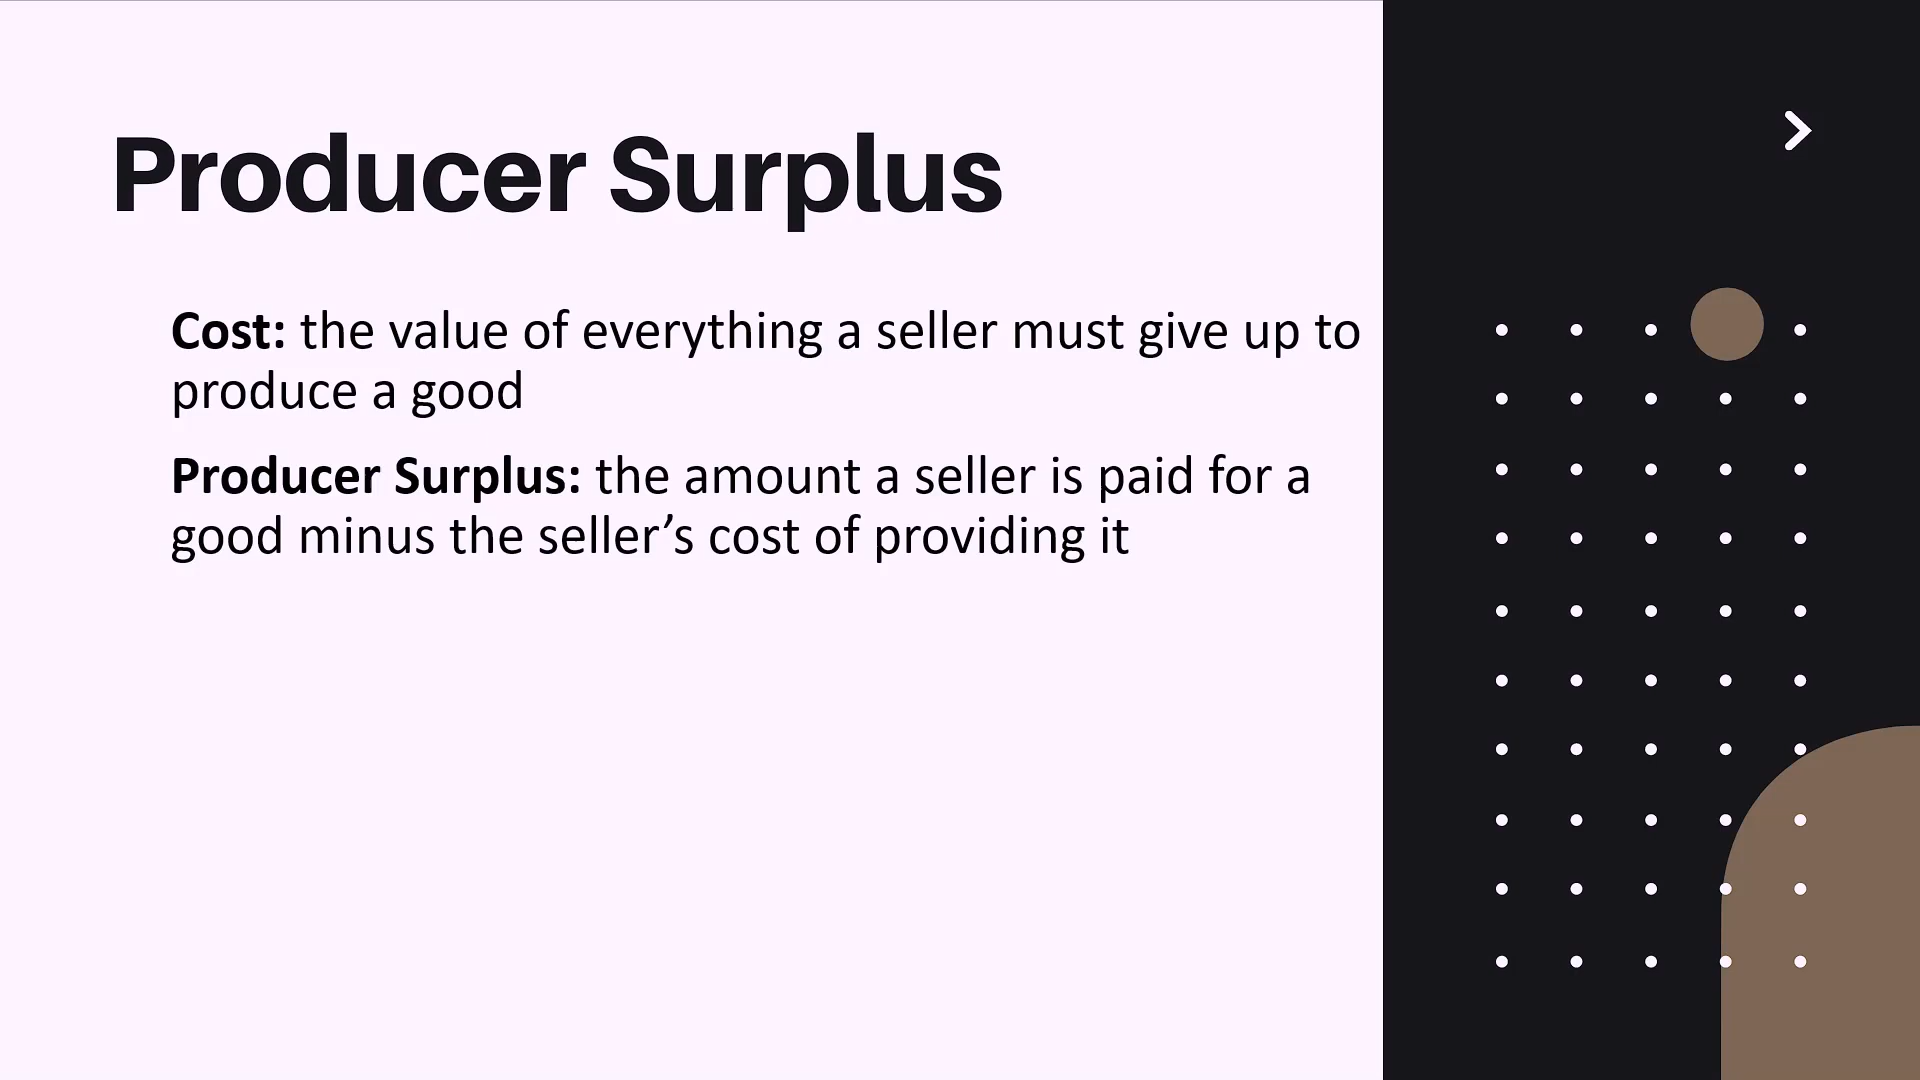 Producer Surplus
Cost: the value of everything a seller must give up to
produce a good
Producer Surplus: the amount a seller is paid for a
good minus the seller’s cost of providing it